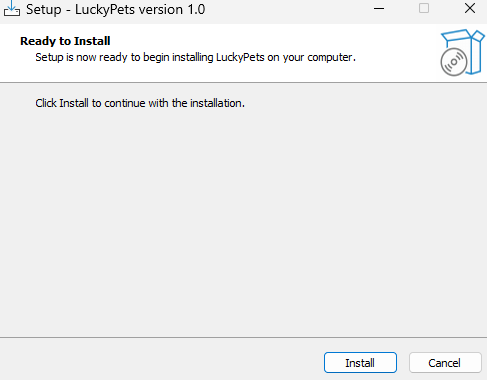 Setup - LuckyPets version 1.0
Ready to Install
Setup is now ready to begin installing LuckyPets on your computer.
Click Install to continue with the installation.
Install
Cancel